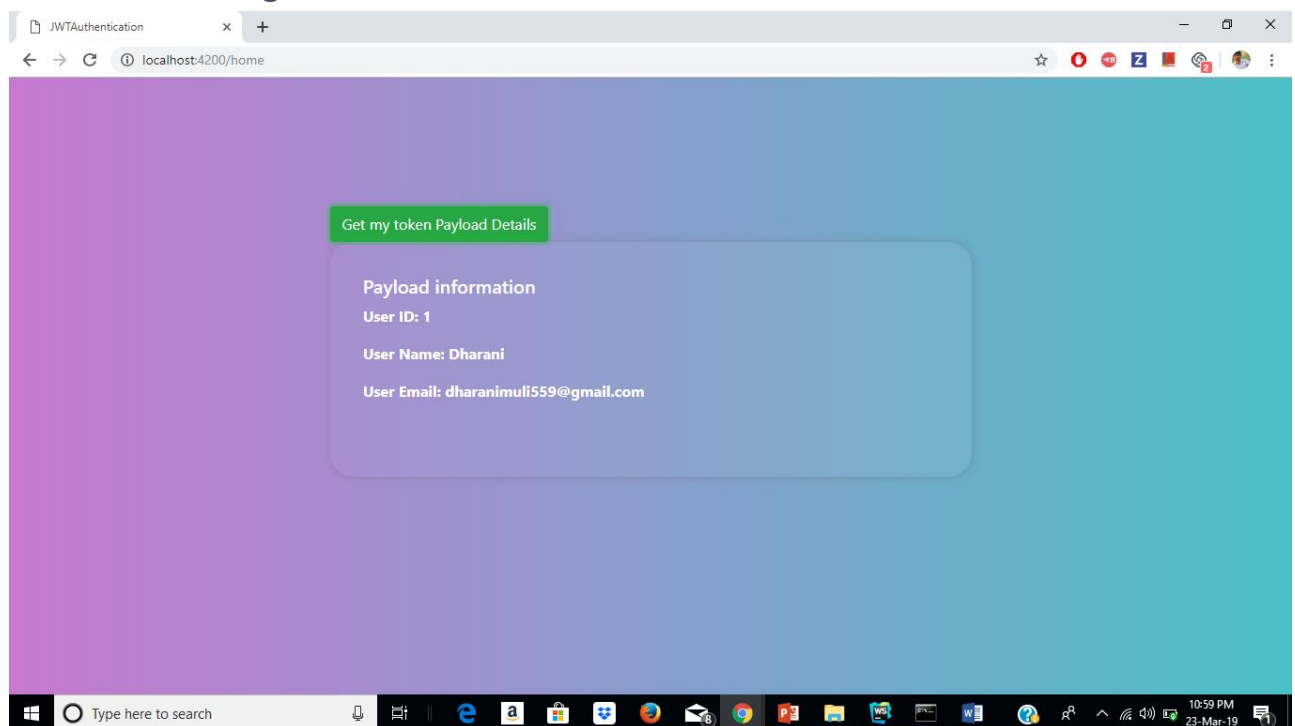 JWTAuthentication
localhost:4200/home
Get my token Payload Details
Payload information
User ID: 1
User Name: Dharani
User Email: dharanimuli559@gmail.com
Type here to search
10:59 PM
23-Mar-19